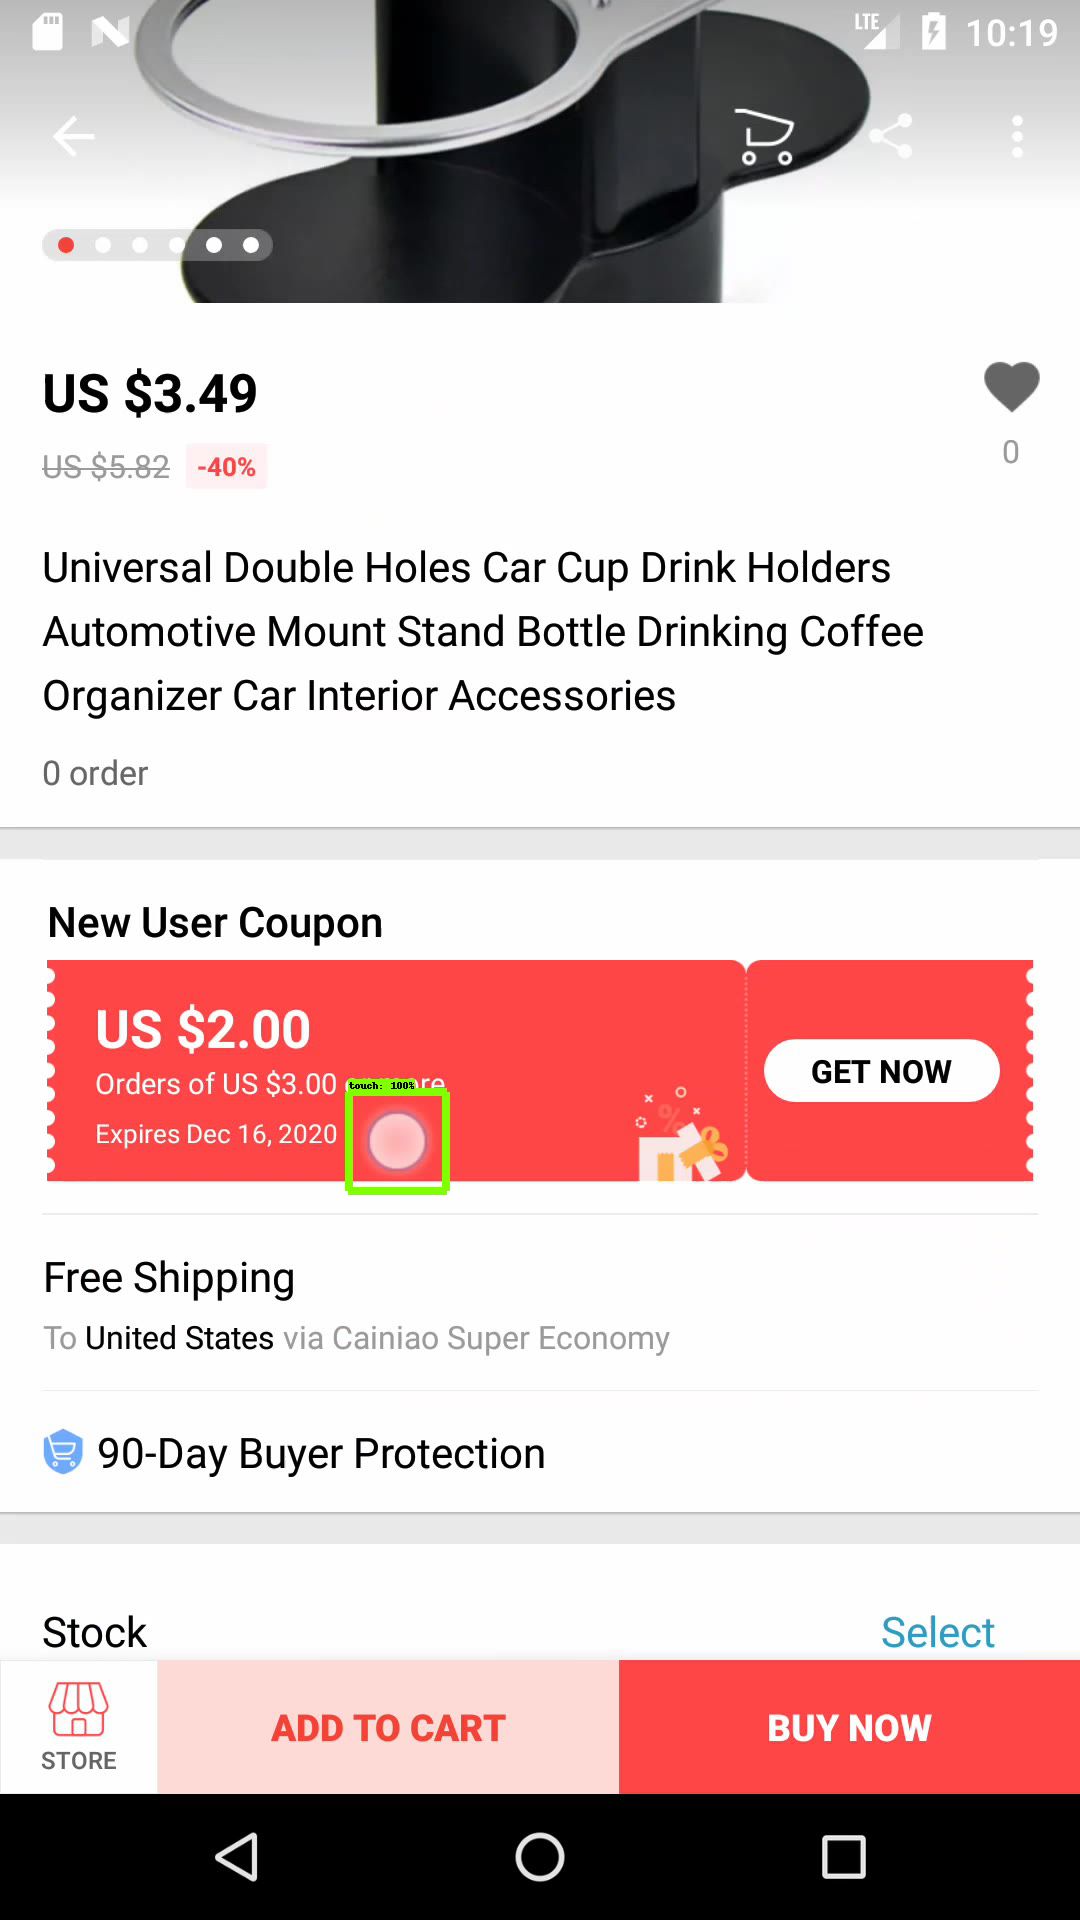 LTE 10:19
US $3.49
US $5.82 -40%
0
Universal Double Holes Car Cup Drink Holders
Automotive Mount Stand Bottle Drinking Coffee
Organizer Car Interior Accessories
0 order
New User Coupon
US $2.00
Orders of US $3.00
touch: 100%
Expires Dec 16, 2020
GET NOW
Free Shipping
To United States via Cainiao Super Economy
90-Day Buyer Protection
Stock Select
STORE
ADD TO CART
BUY NOW